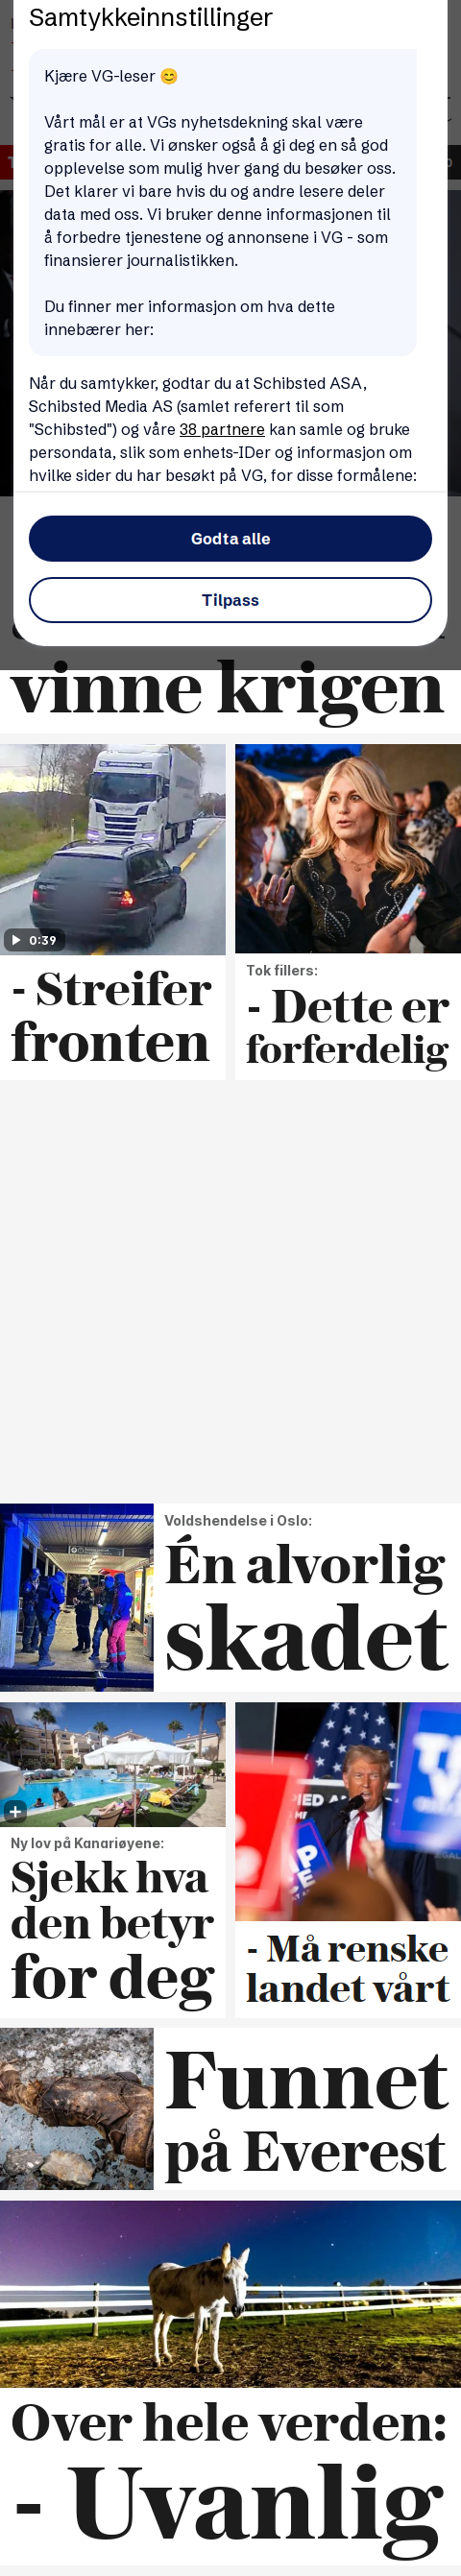 Samtykkeinnstillinger
Kjære VG-leser 😊
Vårt mål er at VGs nyhetsdekning skal være
gratis for alle. Vi ønsker også å gi deg en så god
opplevelse som mulig hver gang du besøker oss.
Det klarer vi bare hvis du og andre lesere deler
data med oss. Vi bruker denne informasjonen til
å forbedre tjenestene og annonsene i VG - som
finansierer journalistikken.
Du finner mer informasjon om hva dette
innebærer her:
Når du samtykker, godtar du at Schibsted ASA,
Schibsted Media AS (samlet referert til som
"Schibsted") og våre 38 partnere kan samle og bruke
persondata, slik som enhets-IDer og informasjon om
hvilke sider du har besøkt på VG, for disse formålene:
Godta alle
Tilpass
vinne krigen
0:39
- Streifer
fronten
Tok fillers:
- Dette er
forferdelig
Voldshendelse i Oslo:
Én alvorlig
skadet
Ny lov på Kanariøyene:
Sjekk hva
den betyr
for deg
- Må renske
landet vårt
Funnet
på Everest
Over hele verden:
- Uvanlig